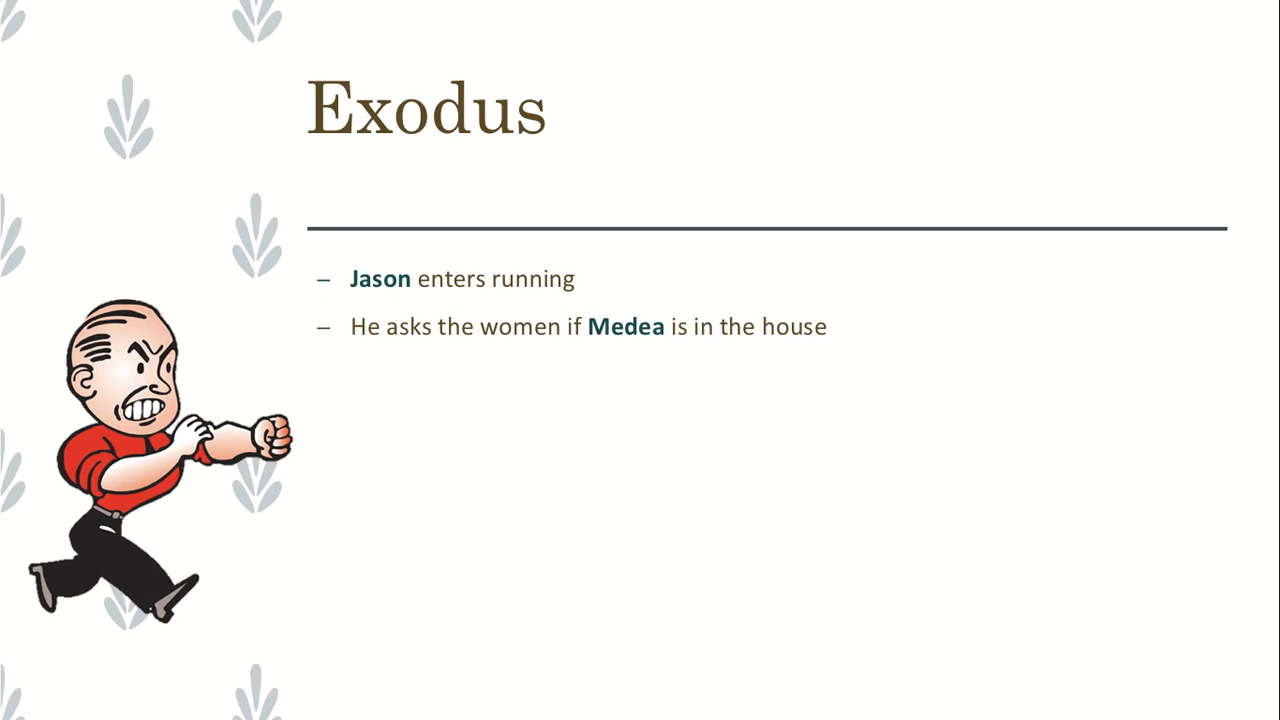 Exodus
– Jason enters running
– He asks the women if Medea is in the house